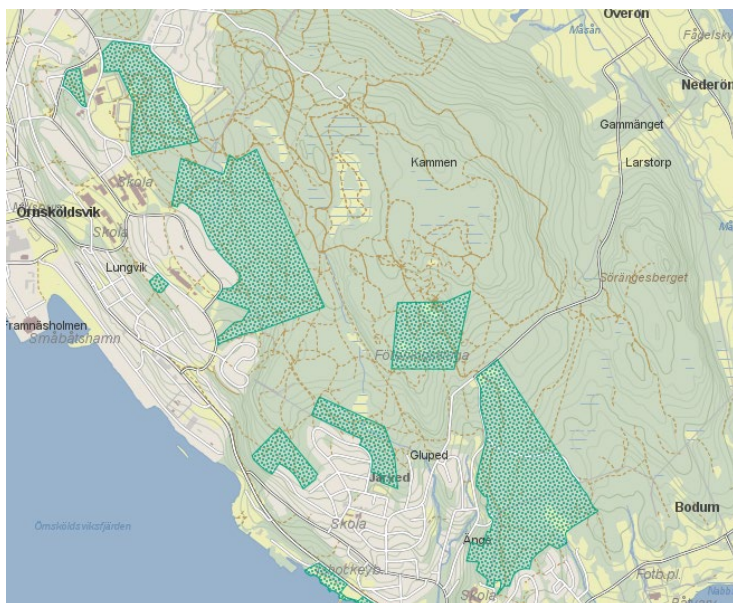 Överön
Måsån
Fågelsky
Nederön
Gammänget
Kammen
Larstorp
Skola
Örnsköldsvik
Skola
Lungvik
Sörängesberget
Framnäsholmen
Småbåtshamn
Gluped
Järved
Bodum
Skola
Örnsköldsviksfjärden
Änge
Fotb.pl.
Skola